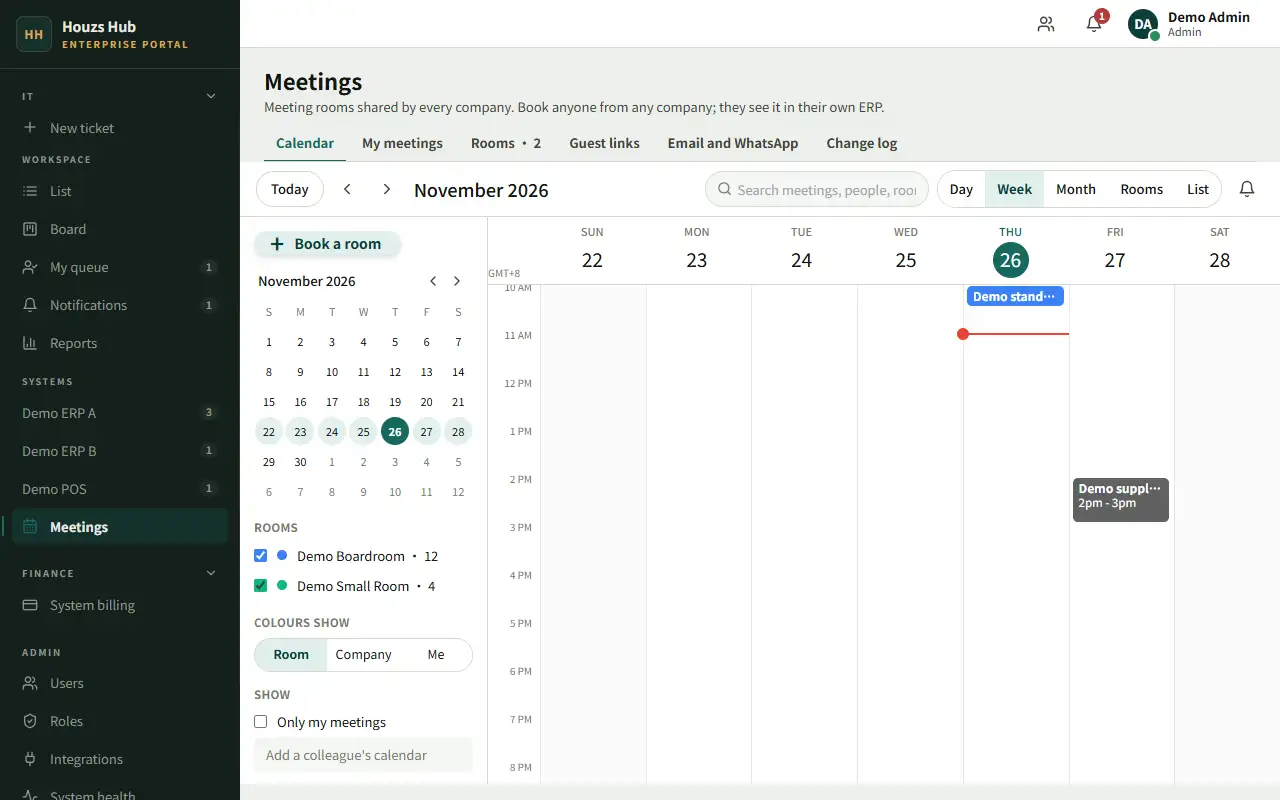 HH
Houzs Hub
ENTERPRISE PORTAL
IT
New ticket
WORKSPACE
List
Board
My queue 1
Notifications 1
Reports
SYSTEMS
Demo ERP A 3
Demo ERP B 1
Demo POS 1
Meetings
FINANCE
System billing
ADMIN
Users
Roles
Integrations
System health
1
DA
Demo Admin
Admin
Meetings
Meeting rooms shared by every company. Book anyone from any company; they see it in their own ERP.
Calendar My meetings Rooms • 2 Guest links Email and WhatsApp Change log
Today November 2026 Search meetings, people, roor Day Week Month Rooms List
Book a room
November 2026
S M T W T F S
1 2 3 4 5 6 7
8 9 10 11 12 13 14
15 16 17 18 19 20 21
22 23 24 25 26 27 28
29 30 1 2 3 4 5
6 7 8 9 10 11 12
ROOMS
Demo Boardroom • 12
Demo Small Room • 4
COLOURS SHOW
Room Company Me
SHOW
Only my meetings
Add a colleague's calendar
SUN MON TUE WED THU FRI SAT
22 23 24 25 26 27 28
GMT+8
10 AM
Demo stand···
11 AM
12 PM
1 PM
2 PM
Demo suppl···
2pm - 3pm
3 PM
4 PM
5 PM
6 PM
7 PM
8 PM